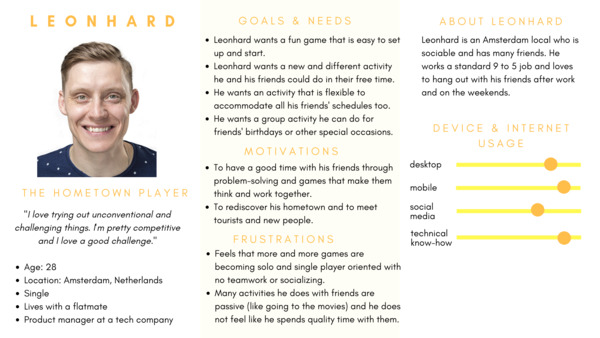 LEONHARD
THE HOMETOWN PLAYER
"I love trying out unconventional and
challenging things. I'm pretty competitive
and I love a good challenge."
• Age: 28
• Location: Amsterdam, Netherlands
• Single
• Lives with a flatmate
• Product manager at a tech company
GOALS & NEEDS
• Leonhard wants a fun game that is easy to set
up and start.
• Leonhard wants a new and different activity
he and his friends could do in their free time.
• He wants an activity that is flexible to
accommodate all his friends' schedules too.
• He wants a group activity he can do for
friends' birthdays or other special occasions.
MOTIVATIONS
• To have a good time with his friends through
problem-solving and games that make them
think and work together.
• To rediscover his hometown and to meet
tourists and new people.
FRUSTRATIONS
• Feels that more and more games are
becoming solo and single player oriented with
no teamwork or socializing.
• Many activities he does with friends are
passive (like going to the movies) and he does
not feel like he spends quality time with them.
ABOUT LEONHARD
Leonhard is an Amsterdam local who is
sociable and has many friends. He
works a standard 9 to 5 job and loves
to hang out with his friends after work
and on the weekends.
DEVICE & INTERNET
USAGE
desktop
mobile
social
media
technical
know-how